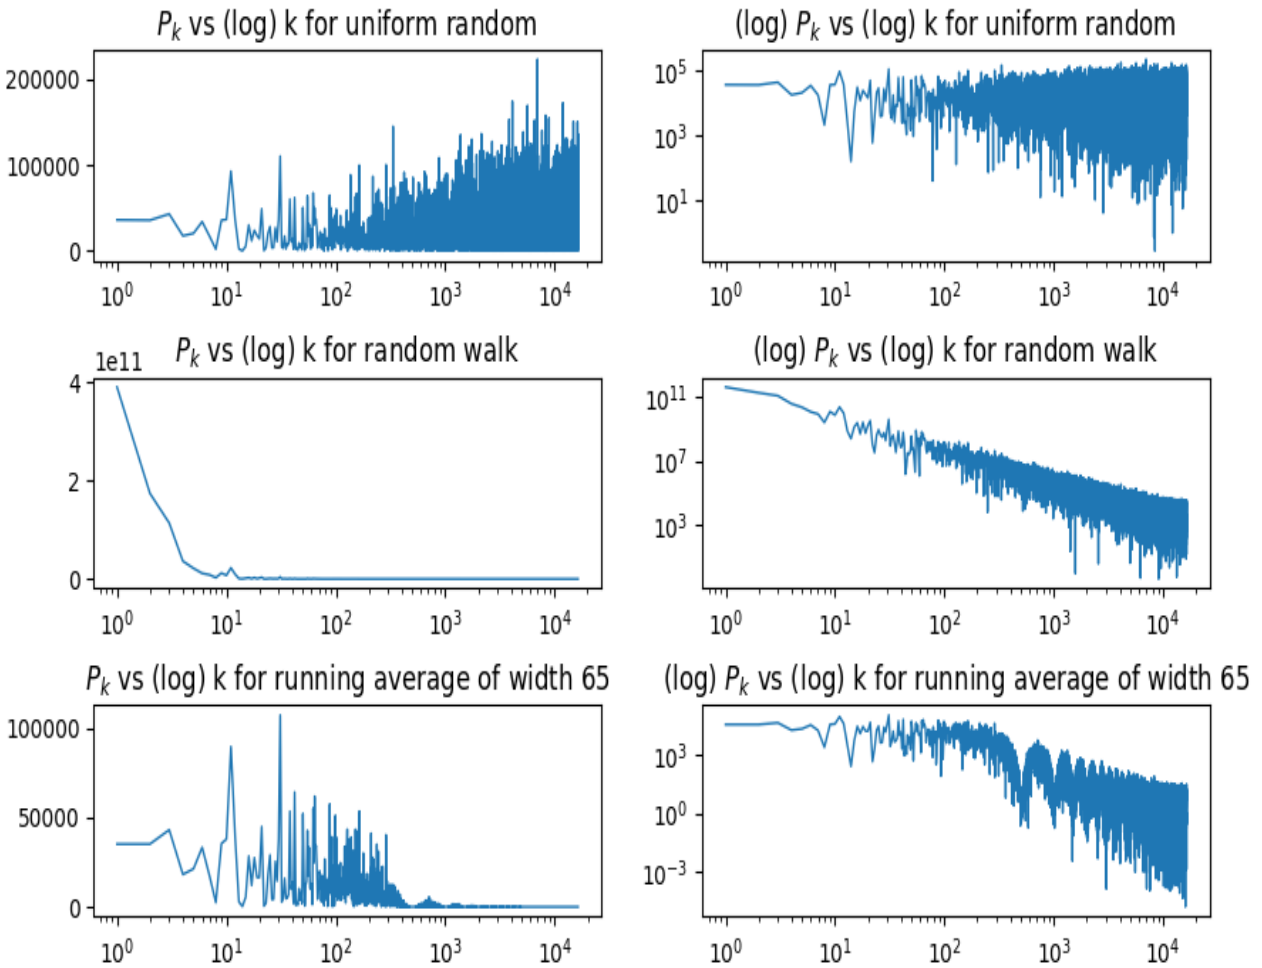 P_k vs (log) k for uniform random
200000
100000
0
10^0 10^1 10^2 10^3 10^4
(log) P_k vs (log) k for uniform random
10^5
10^3
10^1
10^0 10^1 10^2 10^3 10^4
P_k vs (log) k for random walk
1e11
4
2
0
10^0 10^1 10^2 10^3 10^4
(log) P_k vs (log) k for random walk
10^11
10^7
10^3
10^0 10^1 10^2 10^3 10^4
P_k vs (log) k for running average of width 65
100000
50000
0
10^0 10^1 10^2 10^3 10^4
(log) P_k vs (log) k for running average of width 65
10^3
10^0
10^−3
10^0 10^1 10^2 10^3 10^4